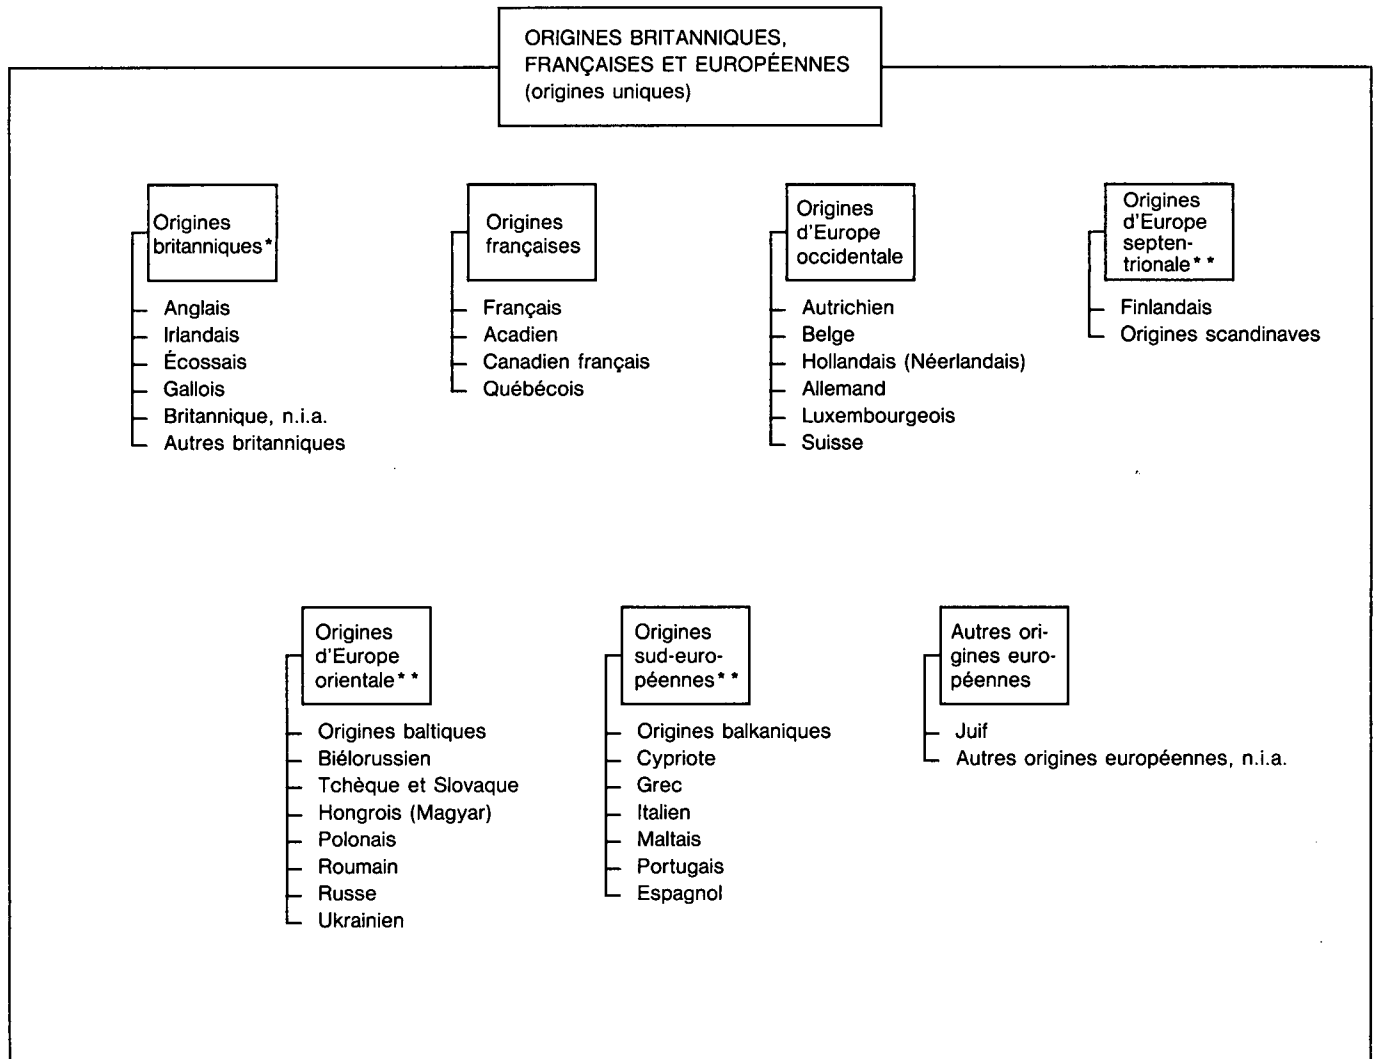 ORIGINES BRITANNIQUES,
FRANÇAISES ET EUROPÉENNES
(origines uniques)
Origines
britanniques*
Anglais
Irlandais
Écossais
Gallois
Britannique, n.i.a.
Autres britanniques
Origines
françaises
Français
Acadien
Canadien français
Québécois
Origines
d'Europe
occidentale
Autrichien
Belge
Hollandais (Néerlandais)
Allemand
Luxembourgeois
Suisse
Origines
d'Europe
septen-
trionale**
Finlandais
Origines scandinaves
Origines
d'Europe
orientale**
Origines baltiques
Biélorussien
Tchèque et Slovaque
Hongrois (Magyar)
Polonais
Roumain
Russe
Ukrainien
Origines
sud-euro-
péennes**
Origines balkaniques
Cypriote
Grec
Italien
Maltais
Portugais
Espagnol
Autres ori-
gines euro-
péennes
Juif
Autres origines européennes, n.i.a.